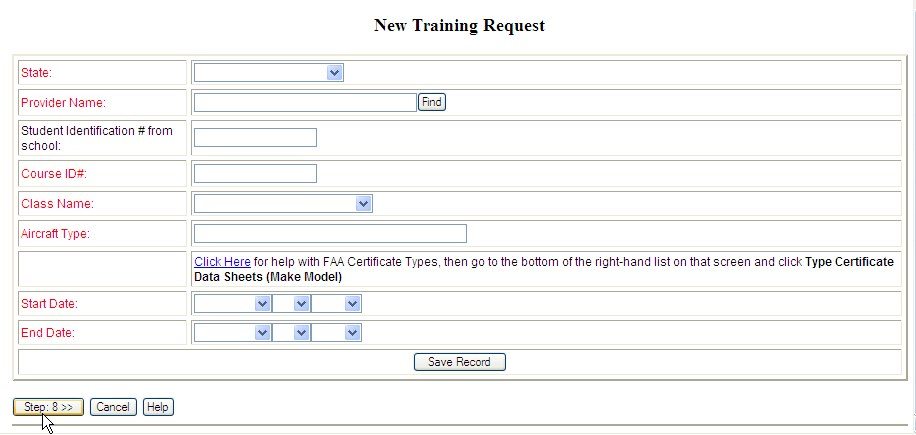 New Training Request
State:
Provider Name:
Find
Student Identification # from
school:
Course ID#:
Class Name:
Aircraft Type:
Click Here for help with FAA Certificate Types, then go to the bottom of the right-hand list on that screen and click Type Certificate
Data Sheets (Make Model)
Start Date:
End Date:
Save Record
Step: 8 >> Cancel Help